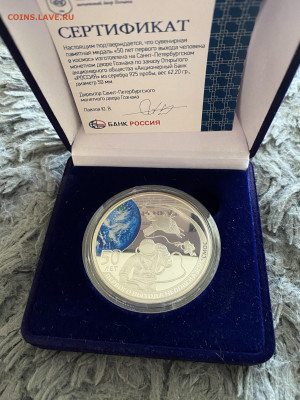 COINS.LAVE.RU
СЕРТИФИКАТ
Настоящим подтверждается, что сувенирная
памятная медаль «50 лет первого выхода человека
в космос» изготовлена на Санкт-Петербургском
монетном дворе Гознака по заказу Открытого
акционерного общества «Акционерный Банк
«РОССИЯ» из серебра 925 пробы, вес 62,20 гр.,
диаметр 50 мм.
Директор Санкт-Петербургского
монетного двора Гознака
БАНК РОССИЯ
50
ЛЕТ